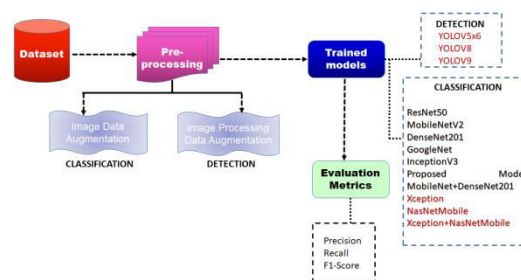 Dataset
Pre-
processing
Trained
models
DETECTION
YOLOV5x6
YOLOV8
YOLOV9
Image Data
Augmentation
CLASSIFICATION
Image Processing
Data Augmentation
DETECTION
CLASSIFICATION
ResNet50
MobileNetV2
DenseNet201
GoogleNet
InceptionV3
Proposed Mode
MobileNet+DenseNet201
Xception
NasNetMobile
Xception+NasNetMobile
Evaluation
Metrics
Precision
Recall
F1-Score